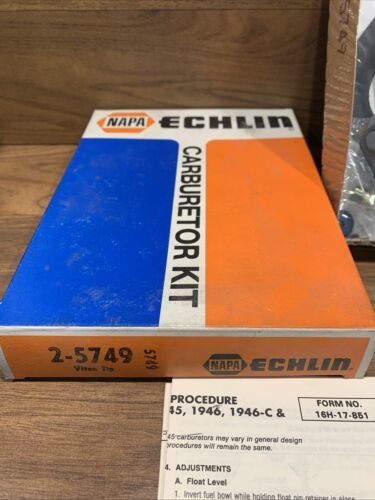 NAPA ECHLIN
CARBURETOR KIT
2-5749 5749
Viton Tip
NAPA ECHLIN
PROCEDURE
45, 1946, 1946-C &
FORM NO.
16H-17-851
45 carburetors may vary in general design
procedures will remain the same.
4. ADJUSTMENTS
A. Float Level
1. Invert fuel bowl while holding float pin retainer in place